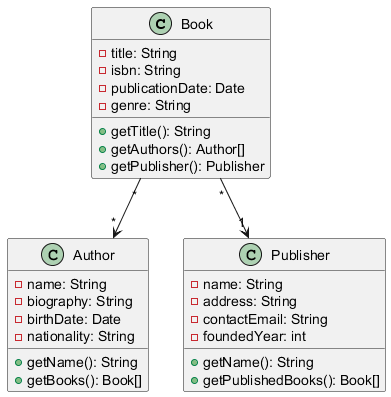 C Book
title: String
isbn: String
publicationDate: Date
genre: String
getTitle(): String
getAuthors(): Author[]
getPublisher(): Publisher
* *
* 1
C Author
name: String
biography: String
birthDate: Date
nationality: String
getName(): String
getBooks(): Book[]
C Publisher
name: String
address: String
contactEmail: String
foundedYear: int
getName(): String
getPublishedBooks(): Book[]